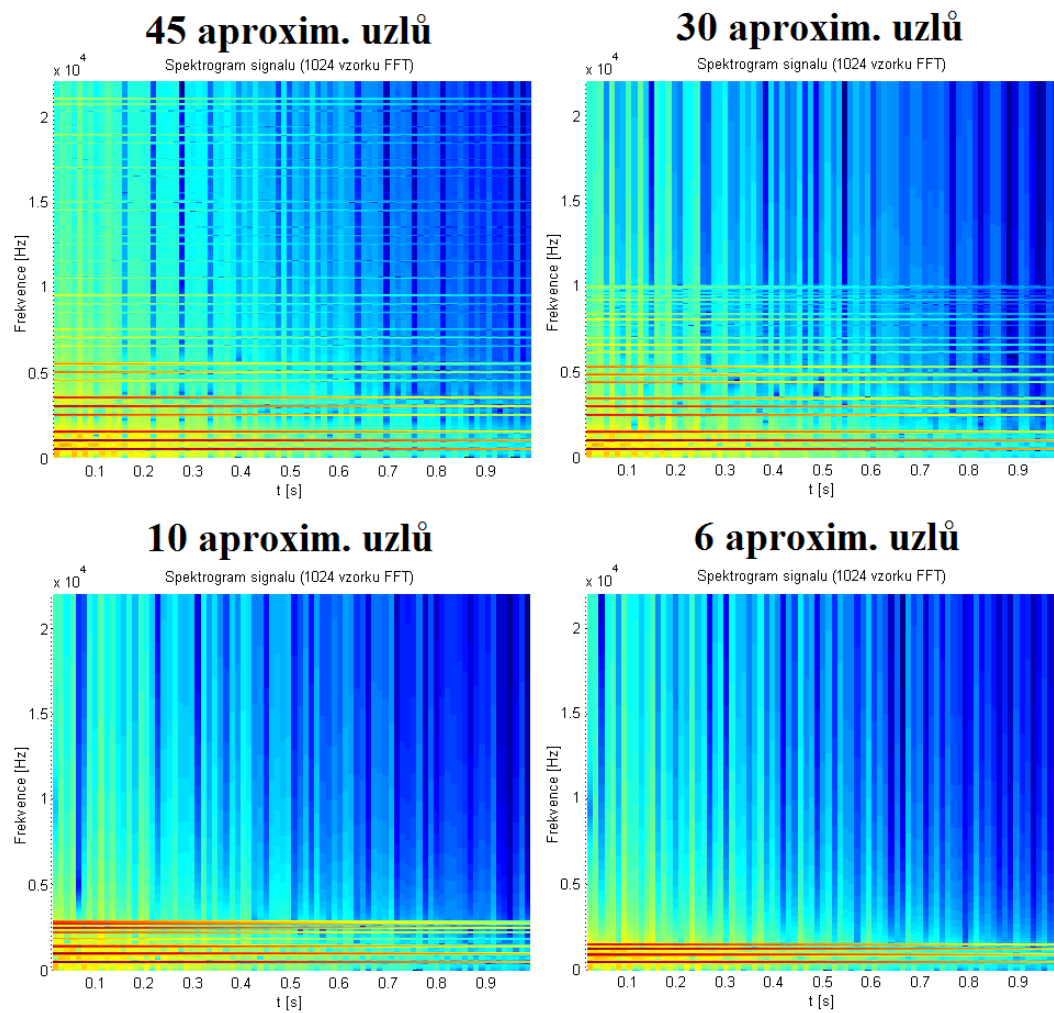 45 aproxim. uzlů
Spektrogram signalu (1024 vzorku FFT)
x 10^4
2
1.5
1
0.5
0
Frekvence [Hz]
0.1 0.2 0.3 0.4 0.5 0.6 0.7 0.8 0.9
t [s]
30 aproxim. uzlů
Spektrogram signalu (1024 vzorku FFT)
x 10^4
2
1.5
1
0.5
0
Frekvence [Hz]
0.1 0.2 0.3 0.4 0.5 0.6 0.7 0.8 0.9
t [s]
10 aproxim. uzlů
Spektrogram signalu (1024 vzorku FFT)
x 10^4
2
1.5
1
0.5
0
Frekvence [Hz]
0.1 0.2 0.3 0.4 0.5 0.6 0.7 0.8 0.9
t [s]
6 aproxim. uzlů
Spektrogram signalu (1024 vzorku FFT)
x 10^4
2
1.5
1
0.5
0
Frekvence [Hz]
0.1 0.2 0.3 0.4 0.5 0.6 0.7 0.8 0.9
t [s]